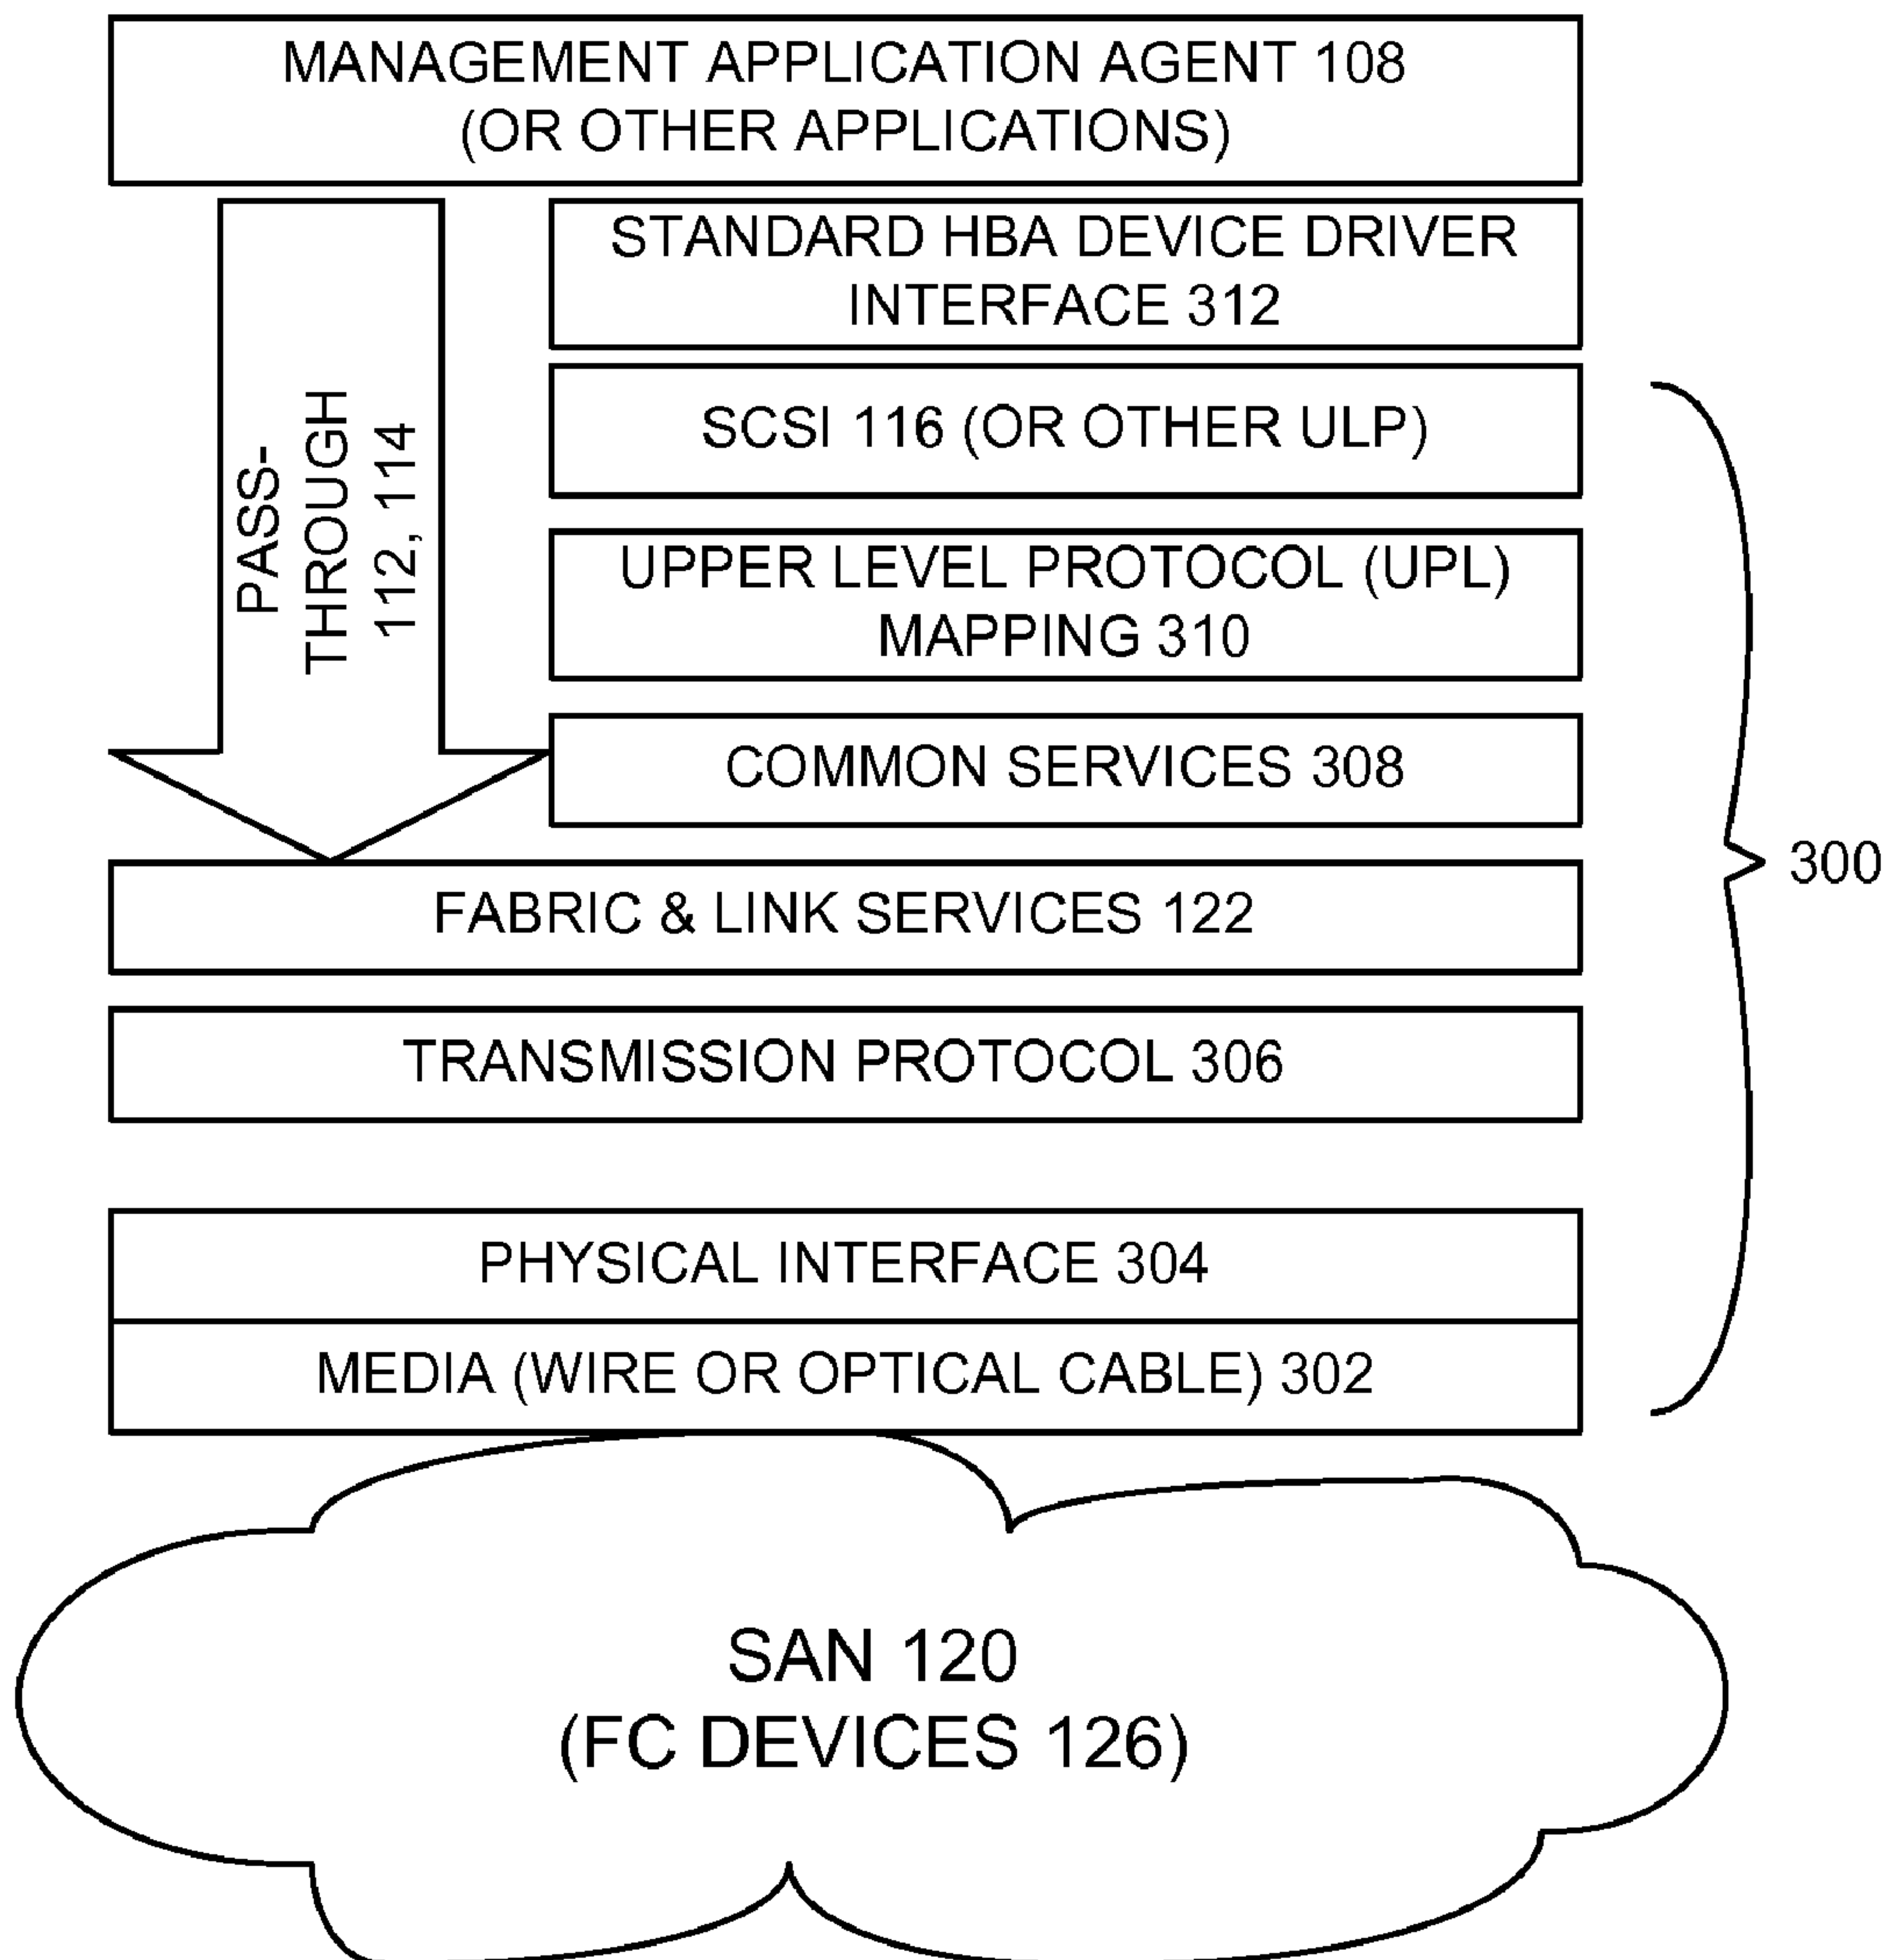 MANAGEMENT APPLICATION AGENT 108
(OR OTHER APPLICATIONS)
PASS-
THROUGH
112, 114
STANDARD HBA DEVICE DRIVER
INTERFACE 312
SCSI 116 (OR OTHER ULP)
UPPER LEVEL PROTOCOL (UPL)
MAPPING 310
COMMON SERVICES 308
300
FABRIC & LINK SERVICES 122
TRANSMISSION PROTOCOL 306
PHYSICAL INTERFACE 304
MEDIA (WIRE OR OPTICAL CABLE) 302
SAN 120
(FC DEVICES 126)